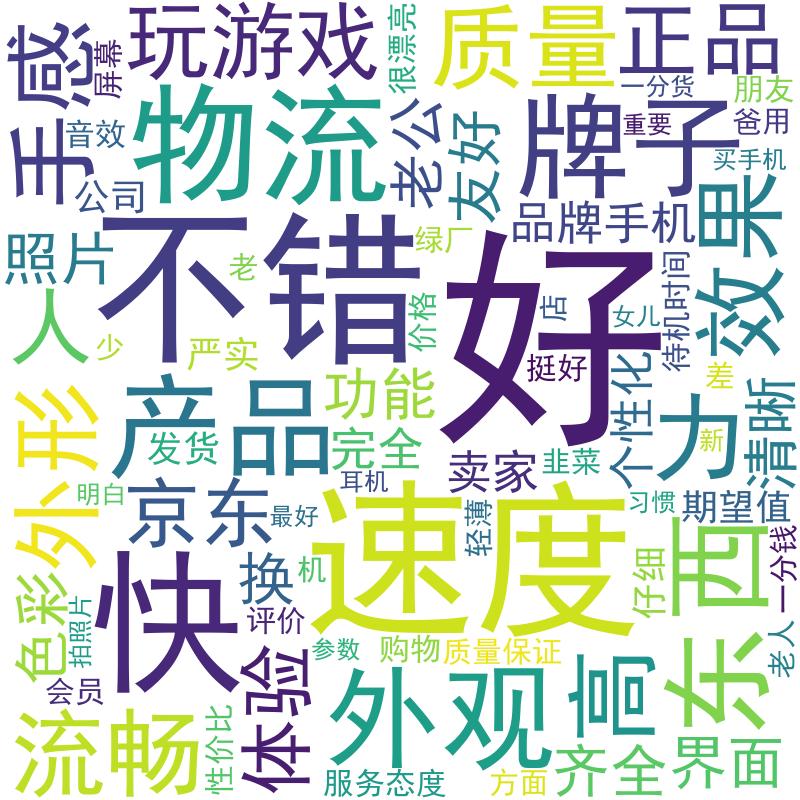 手感
屏幕
玩游戏
很漂亮
质量
正品
一分货
朋友
音效
物流
老公
友好
牌子
重要
爸用
买手机
公司
照片
不错
绿厂
好
品牌手机
效果
人
老
价格
店
女儿
待机时间
少
严实
挺好
差
外形
产品
功能
个性化
力
清晰
发货
完全
卖家
韭菜
新
明白
京东
最好
耳机
速度
轻薄
习惯
期望值
快
换
机
仔细
东西
一分钱
色彩
拍照片
评价
参数
购物
质量保证
老人
会员
体验
外观
高
流畅
性价比
服务态度
方面
齐全
界面